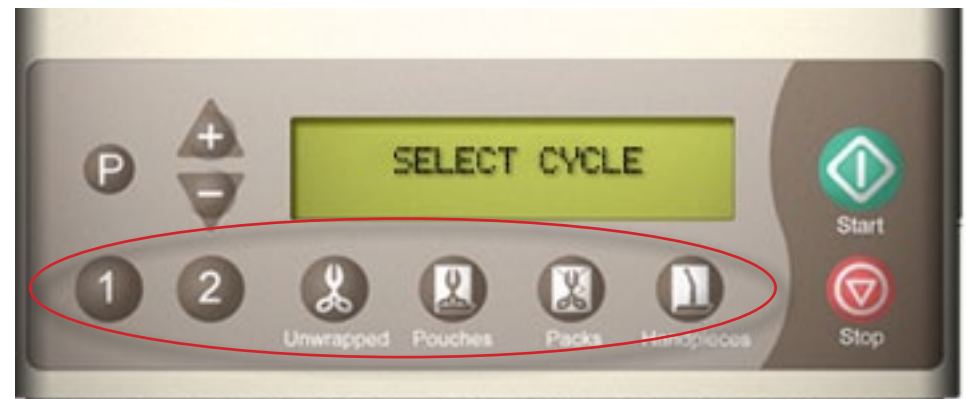 P
+
−
SELECT CYCLE
Start
1
2
Unwrapped
Pouches
Packs
Handpieces
Stop